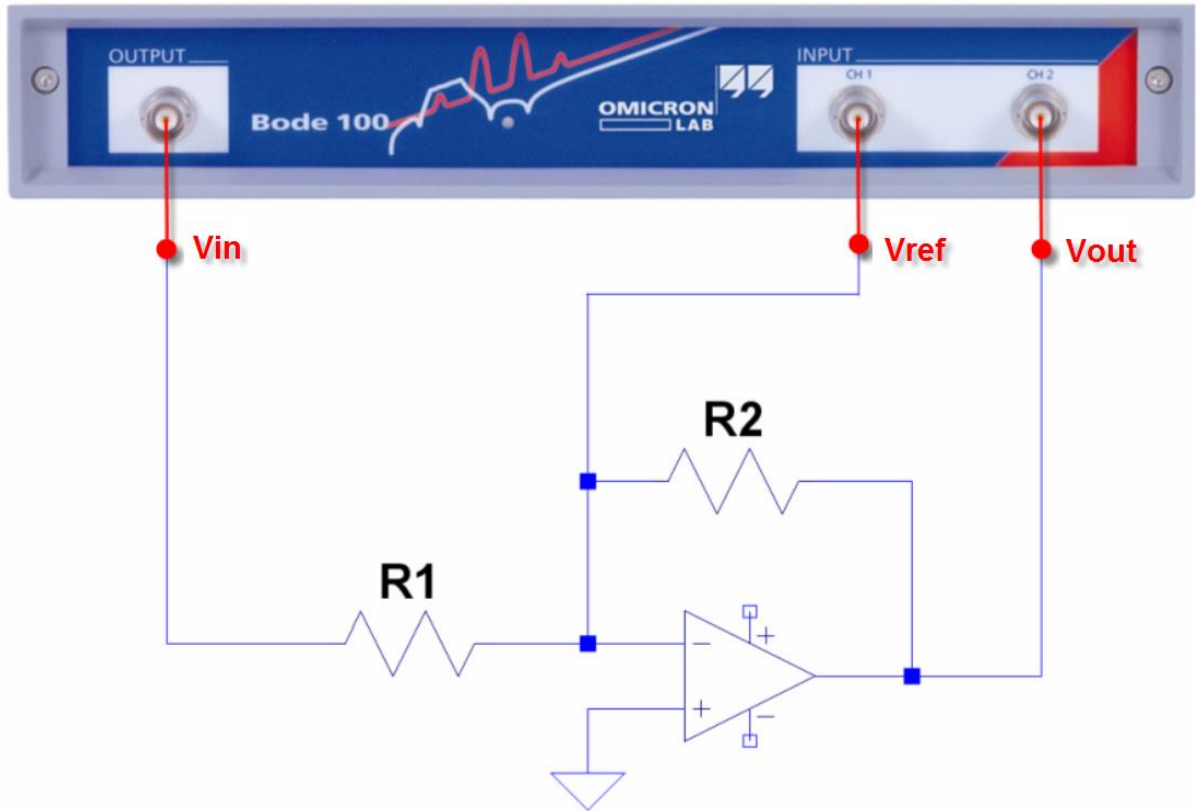 OUTPUT
INPUT
CH 1
CH 2
Bode 100
OMICRON
LAB
Vin
Vref
Vout
R2
R1
+
−
+
−